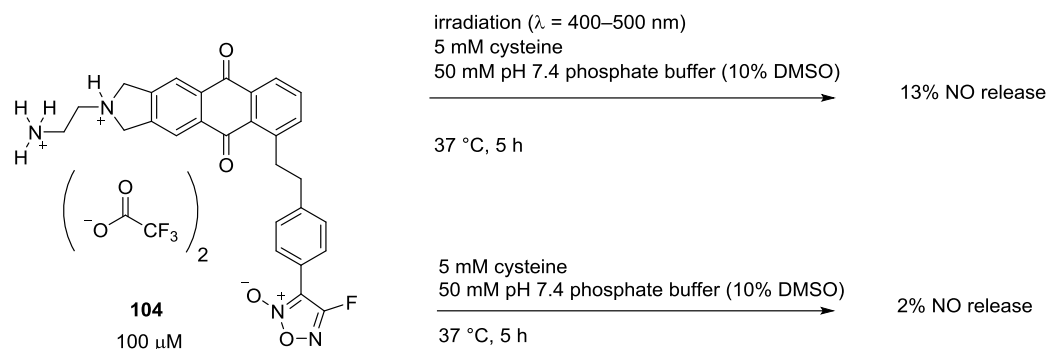 irradiation (λ = 400–500 nm)
5 mM cysteine
50 mM pH 7.4 phosphate buffer (10% DMSO)
13% NO release
37 °C, 5 h
O
H
H H
N
+
N
+
H
O
O
⁻O
CF₃
2
5 mM cysteine
50 mM pH 7.4 phosphate buffer (10% DMSO)
2% NO release
37 °C, 5 h
⁻O
+
N
F
O–N
104
100 μM